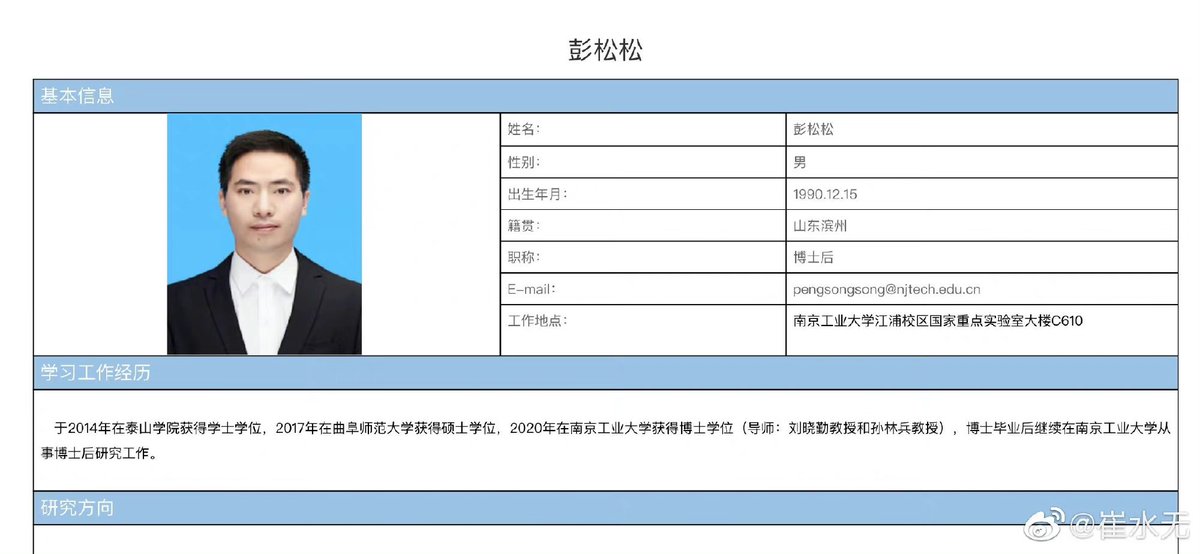 彭松松
基本信息
姓名：
彭松松
性别：
男
出生年月：
1990.12.15
籍贯：
山东滨州
职称：
博士后
E-mail：
pengsongsong@njtech.edu.cn
工作地点：
南京工业大学江浦校区国家重点实验室大楼C610
学习工作经历
于2014年在泰山学院获得学士学位，2017年在曲阜师范大学获得硕士学位，2020年在南京工业大学获得博士学位（导师：刘晓勤教授和孙林兵教授），博士毕业后继续在南京工业大学从
事博士后研究工作。
研究方向
@崔水无